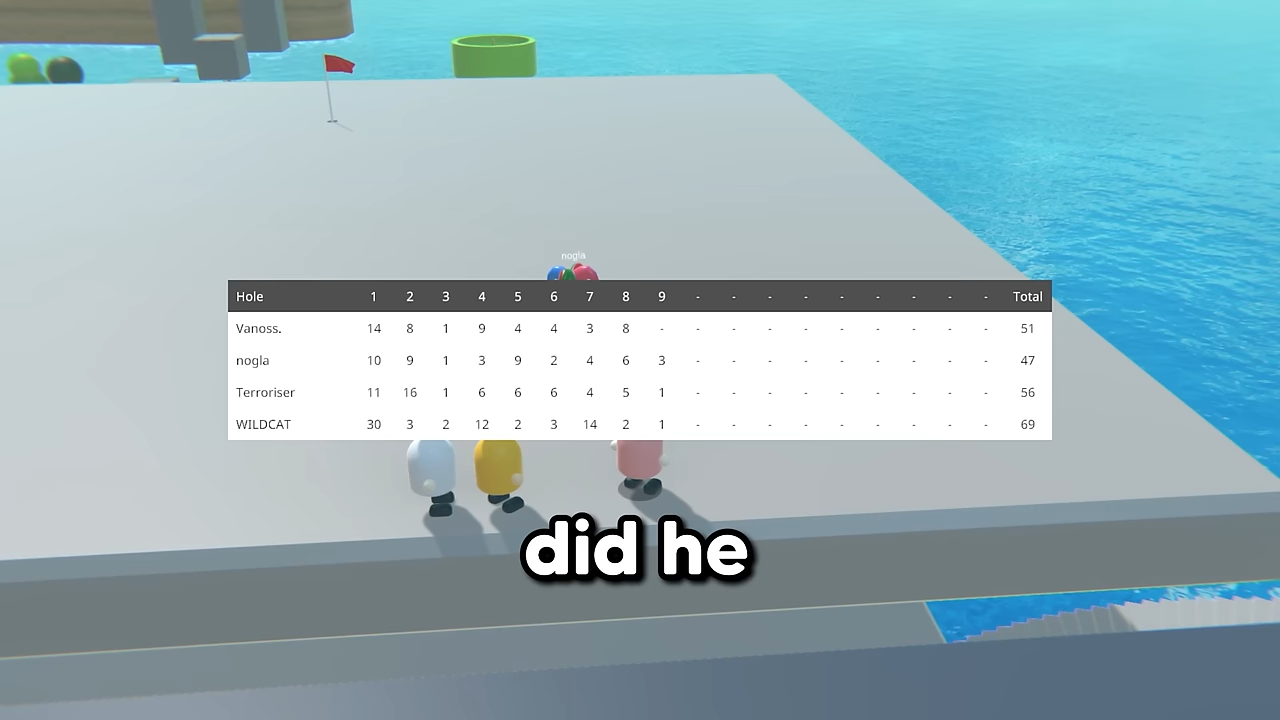 nogla
Hole 1 2 3 4 5 6 7 8 9 - - - - - - - - - Total
Vanoss. 14 8 1 9 4 4 3 8 - - - - - - - - - - 51
nogla 10 9 1 3 9 2 4 6 3 - - - - - - - - - 47
Terroriser 11 16 1 6 6 6 4 5 1 - - - - - - - - - 56
WILDCAT 30 3 2 12 2 3 14 2 1 - - - - - - - - - 69
did he